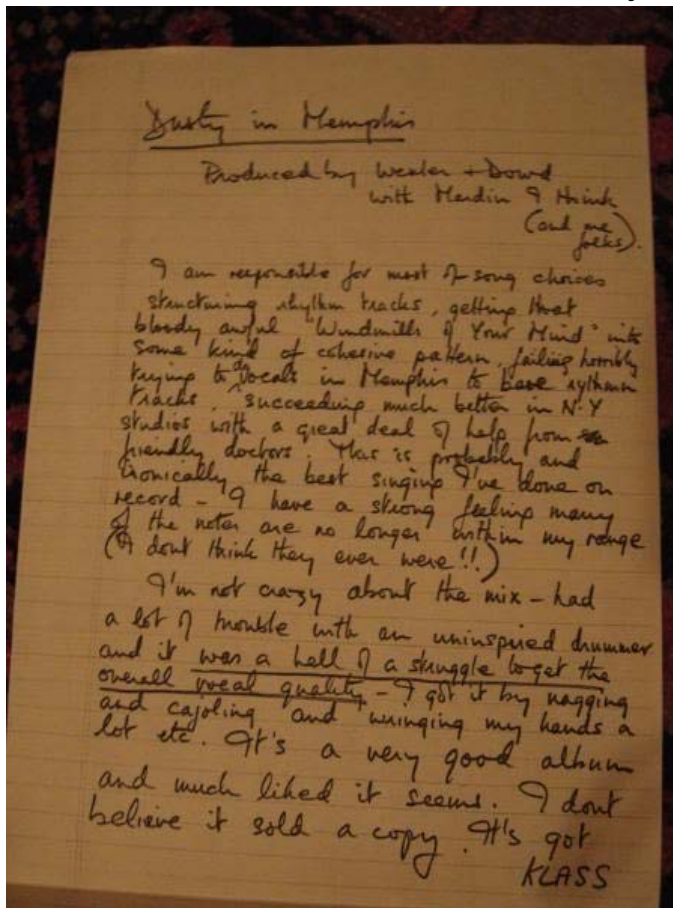 Dusty in Memphis
Produced by Wexler + Dowd
with Mardin I think
(and me
folks).
I am responsible for most of song choices
structuring rhythm tracks, getting that
bloody awful "Windmills of Your Mind" into
some kind of cohesive pattern, failing horribly
trying to do vocals in Memphis to bare rythmn
tracks, succeeding much better in N.Y
studios with a great deal of help from
friendly doctors. This is probably and
ironically the best singing I've done on
record – I have a strong feeling many
of the notes are no longer within my range
(I dont think they ever were!!)
I'm not crazy about the mix – had
a lot of trouble with an uninspired drummer
and it was a hell of a struggle to get the
overall vocal quality – I got it by nagging
and cajoling and wringing my hands a
lot etc. It's a very good album
and much liked it seems. I dont
believe it sold a copy. It's got
KLASS